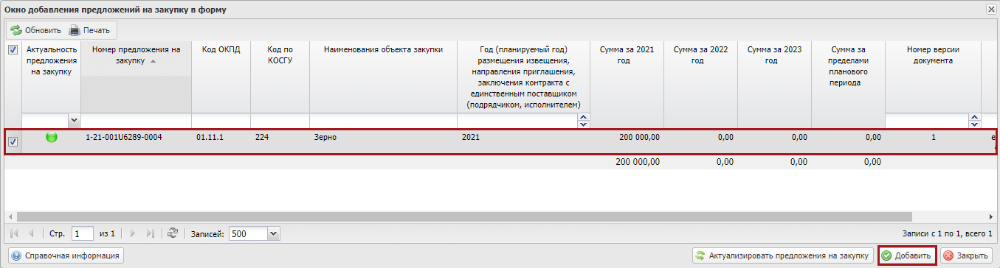 Окно добавления предложений на закупку в форму
Обновить Печать
Актуальность предложения на закупку
Номер предложения на закупку
Код ОКПД
Код по КОСГУ
Наименования объекта закупки
Год (планируемый год) размещения извещения, направления приглашения, заключения контракта с единственным поставщиком (подрядчиком, исполнителем)
Сумма за 2021 год
Сумма за 2022 год
Сумма за 2023 год
Сумма за пределами планового периода
Номер версии документа
1-21-001U6289-0004 01.11.1 224 Зерно 2021 200 000,00 0,00 0,00 0,00 1
200 000,00 0,00 0,00 0,00
Стр. 1 из 1 Записей: 500 Записи с 1 по 1, всего 1
Справочная информация Актуализировать предложения на закупку Добавить Закрыть